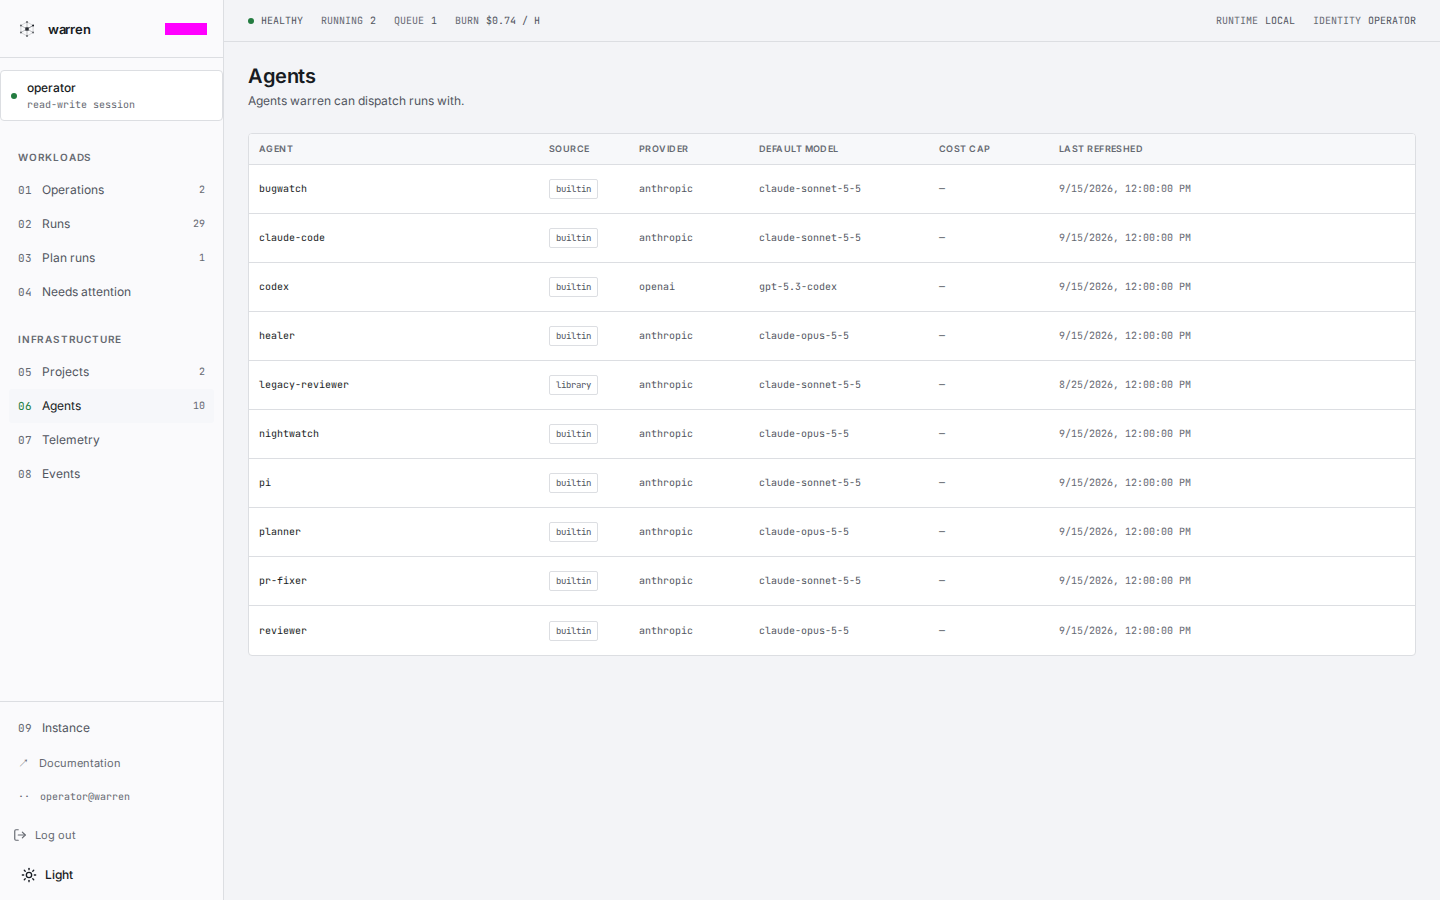 warren
operator
read-write session
WORKLOADS
01 Operations 2
02 Runs 29
03 Plan runs 1
04 Needs attention
INFRASTRUCTURE
05 Projects 2
06 Agents 10
07 Telemetry
08 Events
09 Instance
Documentation
operator@warren
Log out
Light
HEALTHY RUNNING 2 QUEUE 1 BURN $0.74 / H RUNTIME LOCAL IDENTITY OPERATOR
Agents
Agents warren can dispatch runs with.
AGENT SOURCE PROVIDER DEFAULT MODEL COST CAP LAST REFRESHED
bugwatch builtin anthropic claude-sonnet-5-5 — 9/15/2026, 12:00:00 PM
claude-code builtin anthropic claude-sonnet-5-5 — 9/15/2026, 12:00:00 PM
codex builtin openai gpt-5.3-codex — 9/15/2026, 12:00:00 PM
healer builtin anthropic claude-opus-5-5 — 9/15/2026, 12:00:00 PM
legacy-reviewer library anthropic claude-sonnet-5-5 — 8/25/2026, 12:00:00 PM
nightwatch builtin anthropic claude-opus-5-5 — 9/15/2026, 12:00:00 PM
pi builtin anthropic claude-sonnet-5-5 — 9/15/2026, 12:00:00 PM
planner builtin anthropic claude-opus-5-5 — 9/15/2026, 12:00:00 PM
pr-fixer builtin anthropic claude-sonnet-5-5 — 9/15/2026, 12:00:00 PM
reviewer builtin anthropic claude-opus-5-5 — 9/15/2026, 12:00:00 PM